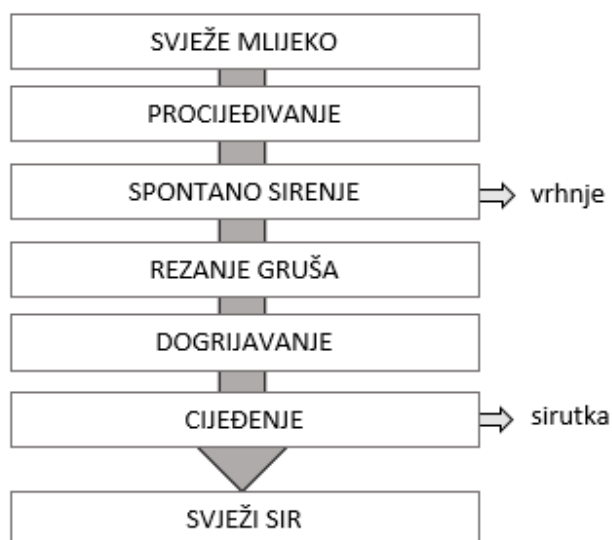 SVJEŽE MLIJEKO
PROCIJEĐIVANJE
SPONTANO SIRENJE
vrhnje
REZANJE GRUŠA
DOGRIJAVANJE
CIJEĐENJE
sirutka
SVJEŽI SIR